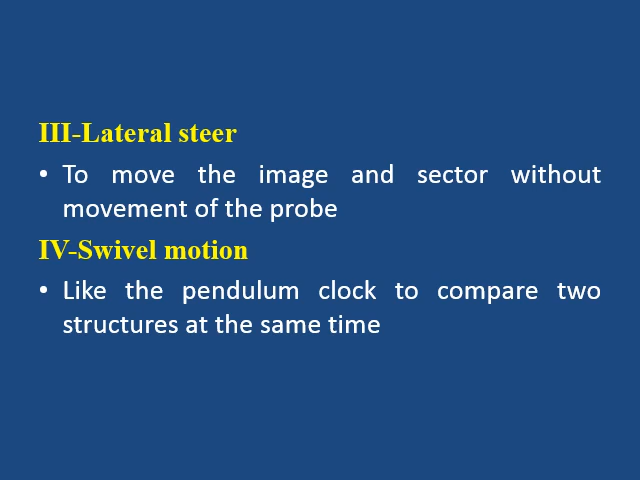 III-Lateral steer
• To move the image and sector without
movement of the probe
IV-Swivel motion
• Like the pendulum clock to compare two
structures at the same time